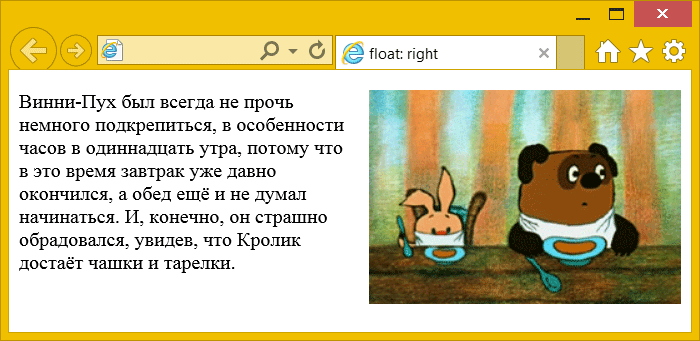 float: right
Винни-Пух был всегда не прочь
немного подкрепиться, в особенности
часов в одиннадцать утра, потому что
в это время завтрак уже давно
окончился, а обед ещё и не думал
начинаться. И, конечно, он страшно
обрадовался, увидев, что Кролик
достаёт чашки и тарелки.